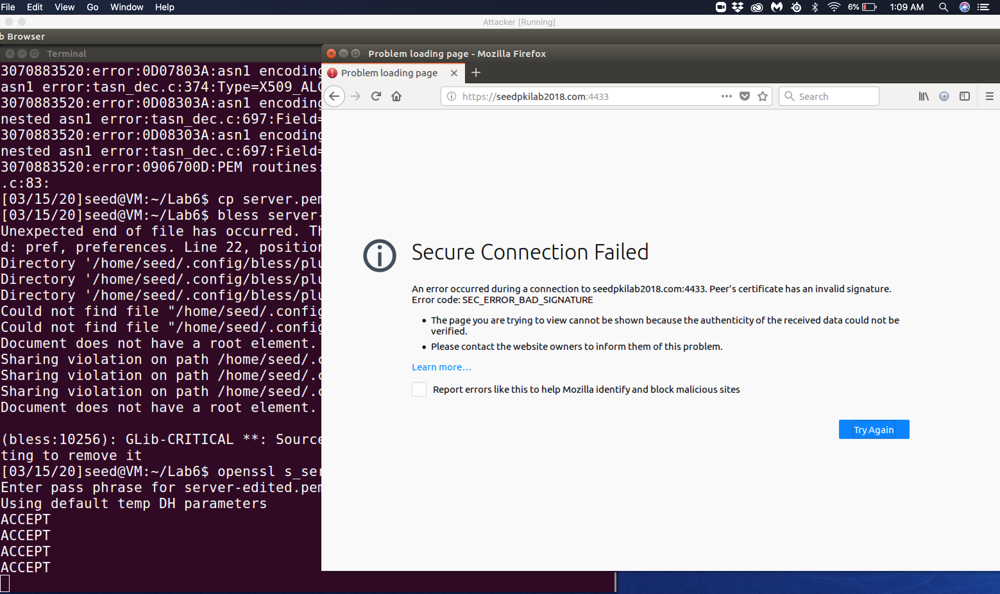 File Edit View Go Window Help 6% 1:09 AM
Attacker [Running]
b Browser
Terminal
3070883520:error:0D07803A:asn1 encoding
asn1 error:tasn_dec.c:374:Type=X509_ALG
3070883520:error:0D08303A:asn1 encoding
nested asn1 error:tasn_dec.c:697:Field=
3070883520:error:0D08303A:asn1 encoding
nested asn1 error:tasn_dec.c:697:Field=
3070883520:error:0906700D:PEM routines:
.c:83:
[03/15/20]seed@VM:~/Lab6$ cp server.pem
[03/15/20]seed@VM:~/Lab6$ bless server-
Unexpected end of file has occurred. Th
d: pref, preferences. Line 22, position
Directory '/home/seed/.config/bless/plu
Directory '/home/seed/.config/bless/plu
Directory '/home/seed/.config/bless/plu
Could not find file "/home/seed/.config
Could not find file "/home/seed/.config
Document does not have a root element.
Sharing violation on path /home/seed/.c
Sharing violation on path /home/seed/.c
Sharing violation on path /home/seed/.c
Document does not have a root element.
(bless:10256): GLib-CRITICAL **: Source
ting to remove it
[03/15/20]seed@VM:~/Lab6$ openssl s_ser
Enter pass phrase for server-edited.pem
Using default temp DH parameters
ACCEPT
ACCEPT
ACCEPT
ACCEPT
Problem loading page - Mozilla Firefox
Problem loading page
https://seedpkilab2018.com:4433 Search
Secure Connection Failed
An error occurred during a connection to seedpkilab2018.com:4433. Peer’s certificate has an invalid signature.
Error code: SEC_ERROR_BAD_SIGNATURE
• The page you are trying to view cannot be shown because the authenticity of the received data could not be
verified.
• Please contact the website owners to inform them of this problem.
Learn more…
Report errors like this to help Mozilla identify and block malicious sites
Try Again